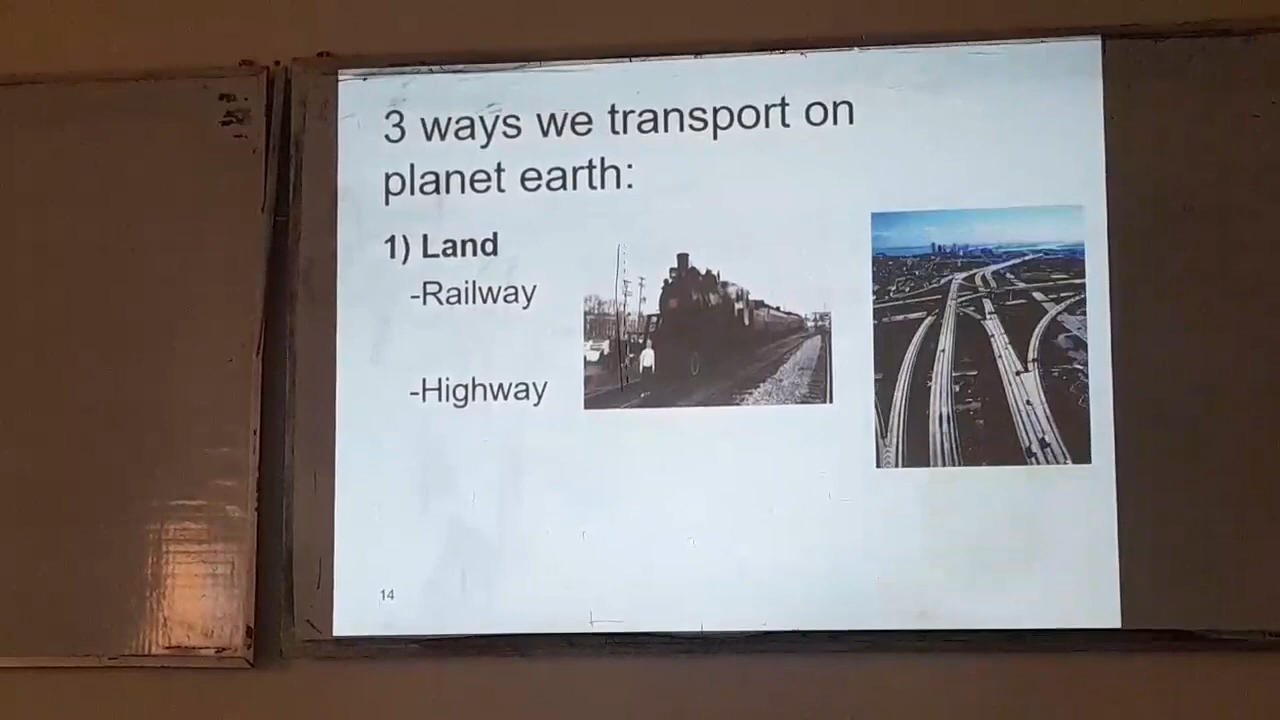 3 ways we transport on
planet earth:
1) Land
-Railway
-Highway
14